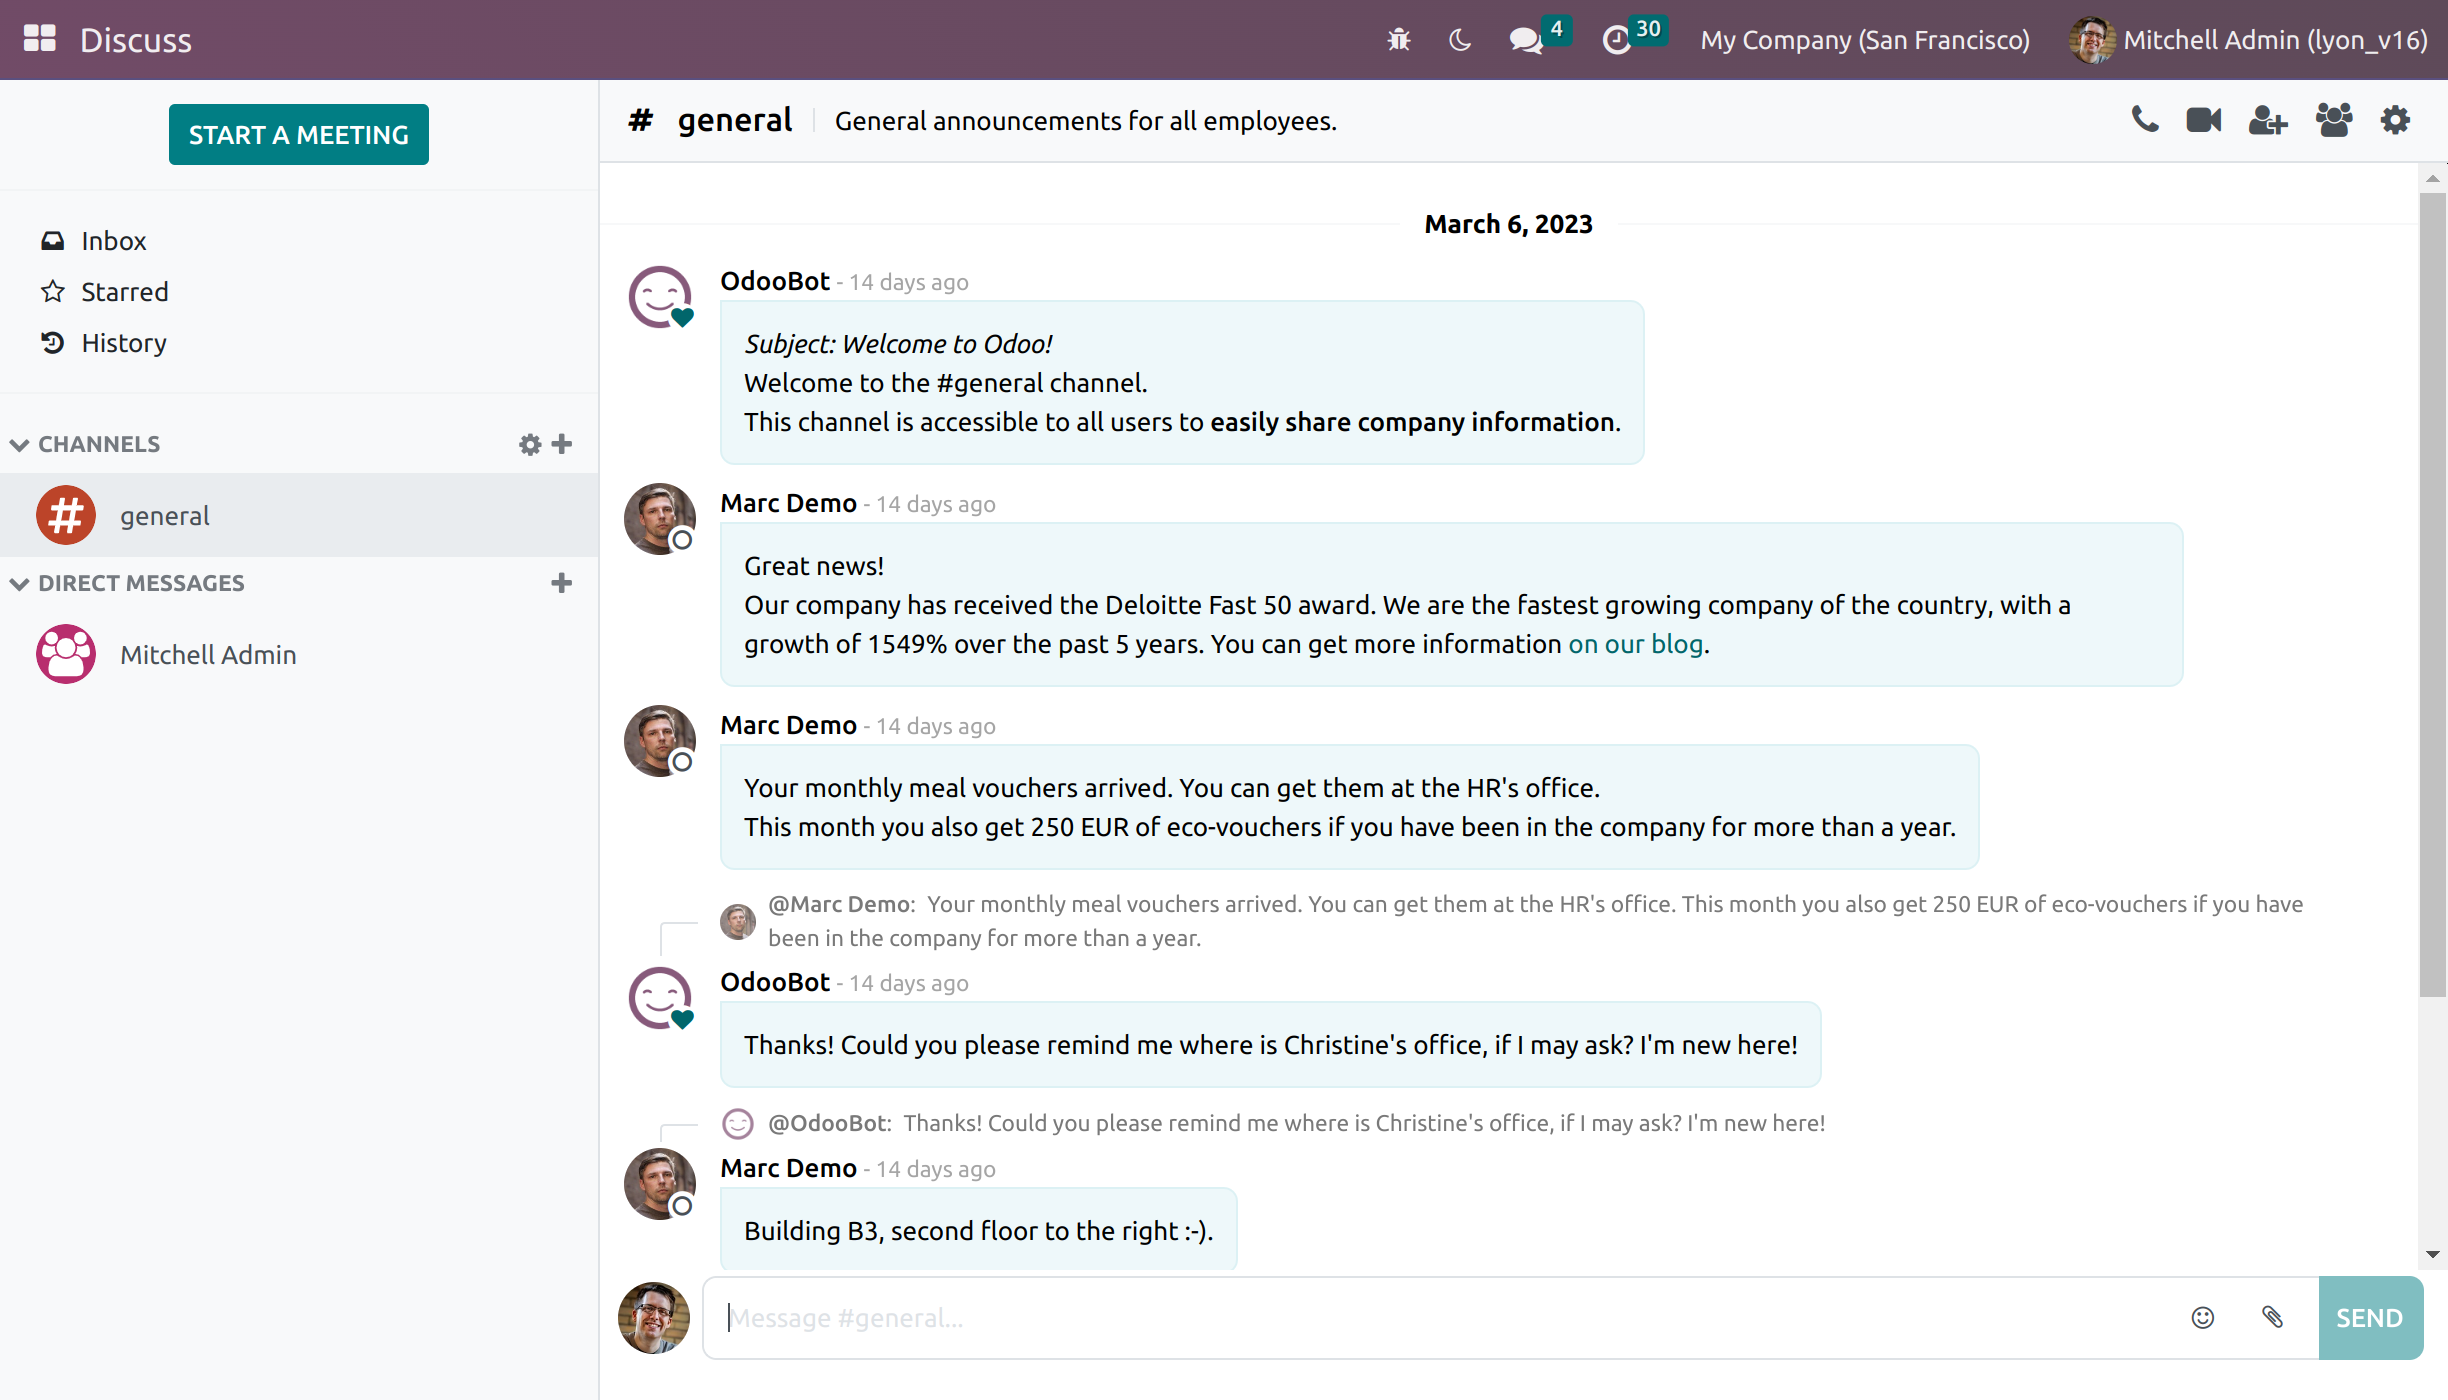 Discuss
4
30
My Company (San Francisco)
Mitchell Admin (lyon_v16)
START A MEETING
Inbox
Starred
History
CHANNELS
# general
DIRECT MESSAGES
Mitchell Admin
# general
General announcements for all employees.
March 6, 2023
OdooBot - 14 days ago
Subject: Welcome to Odoo!
Welcome to the #general channel.
This channel is accessible to all users to easily share company information.
Marc Demo - 14 days ago
Great news!
Our company has received the Deloitte Fast 50 award. We are the fastest growing company of the country, with a
growth of 1549% over the past 5 years. You can get more information on our blog.
Marc Demo - 14 days ago
Your monthly meal vouchers arrived. You can get them at the HR's office.
This month you also get 250 EUR of eco-vouchers if you have been in the company for more than a year.
@Marc Demo: Your monthly meal vouchers arrived. You can get them at the HR's office. This month you also get 250 EUR of eco-vouchers if you have
been in the company for more than a year.
OdooBot - 14 days ago
Thanks! Could you please remind me where is Christine's office, if I may ask? I'm new here!
@OdooBot: Thanks! Could you please remind me where is Christine's office, if I may ask? I'm new here!
Marc Demo - 14 days ago
Building B3, second floor to the right :-).
Message #general...
SEND